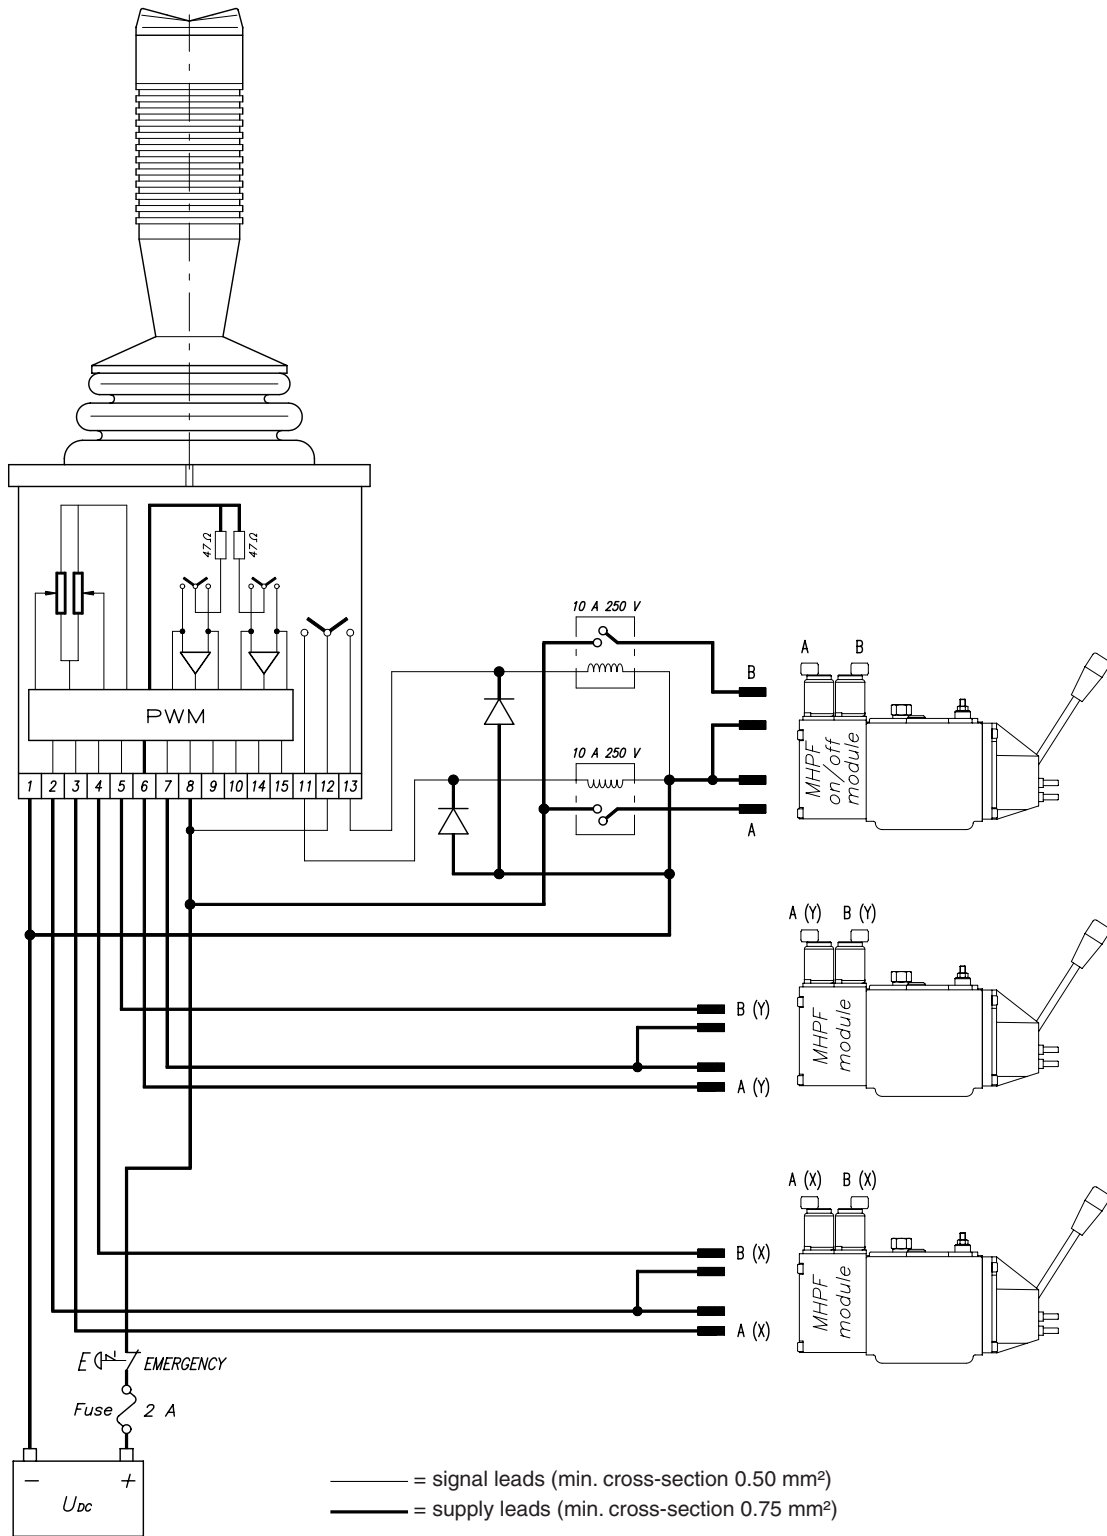 47Ω 47Ω
PWM
1 2 3 4 5 6 7 8 9 10 14 15 11 12 13
10 A 250 V
B
10 A 250 V
A
A B
MHPF
on/off
module
A (Y) B (Y)
MHPF
module
B (Y)
A (Y)
A (X) B (X)
MHPF
module
B (X)
A (X)
E EMERGENCY
Fuse 2 A
− +
UDC
= signal leads (min. cross-section 0.50 mm²)
= supply leads (min. cross-section 0.75 mm²)